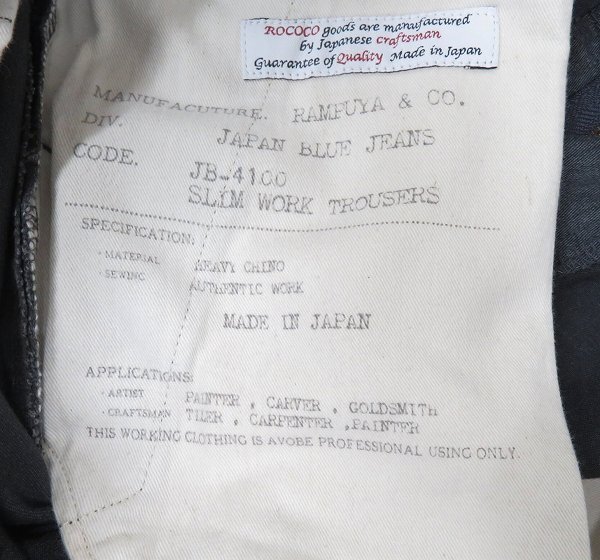 ROCOCO goods are manufactured
by Japanese craftsman
Guarantee of Quality Made in Japan
MANUFACUTURE. RAMPUYA & CO.
DIV. JAPAN BLUE JEANS
CODE. JB-4100
SLIM WORK TROUSERS
SPECIFICATION:
· MATERIAL HEAVY CHINO
· SEWING AUTHENTIC WORK
MADE IN JAPAN
APPLICATIONS:
· ARTIST PAINTER , CARVER , GOLDSMITh
· CRAFTSMAN TILER , CARPENTER , PAINTER
THIS WORKING CLOTHING IS AVOBE PROFESSIONAL USING ONLY.